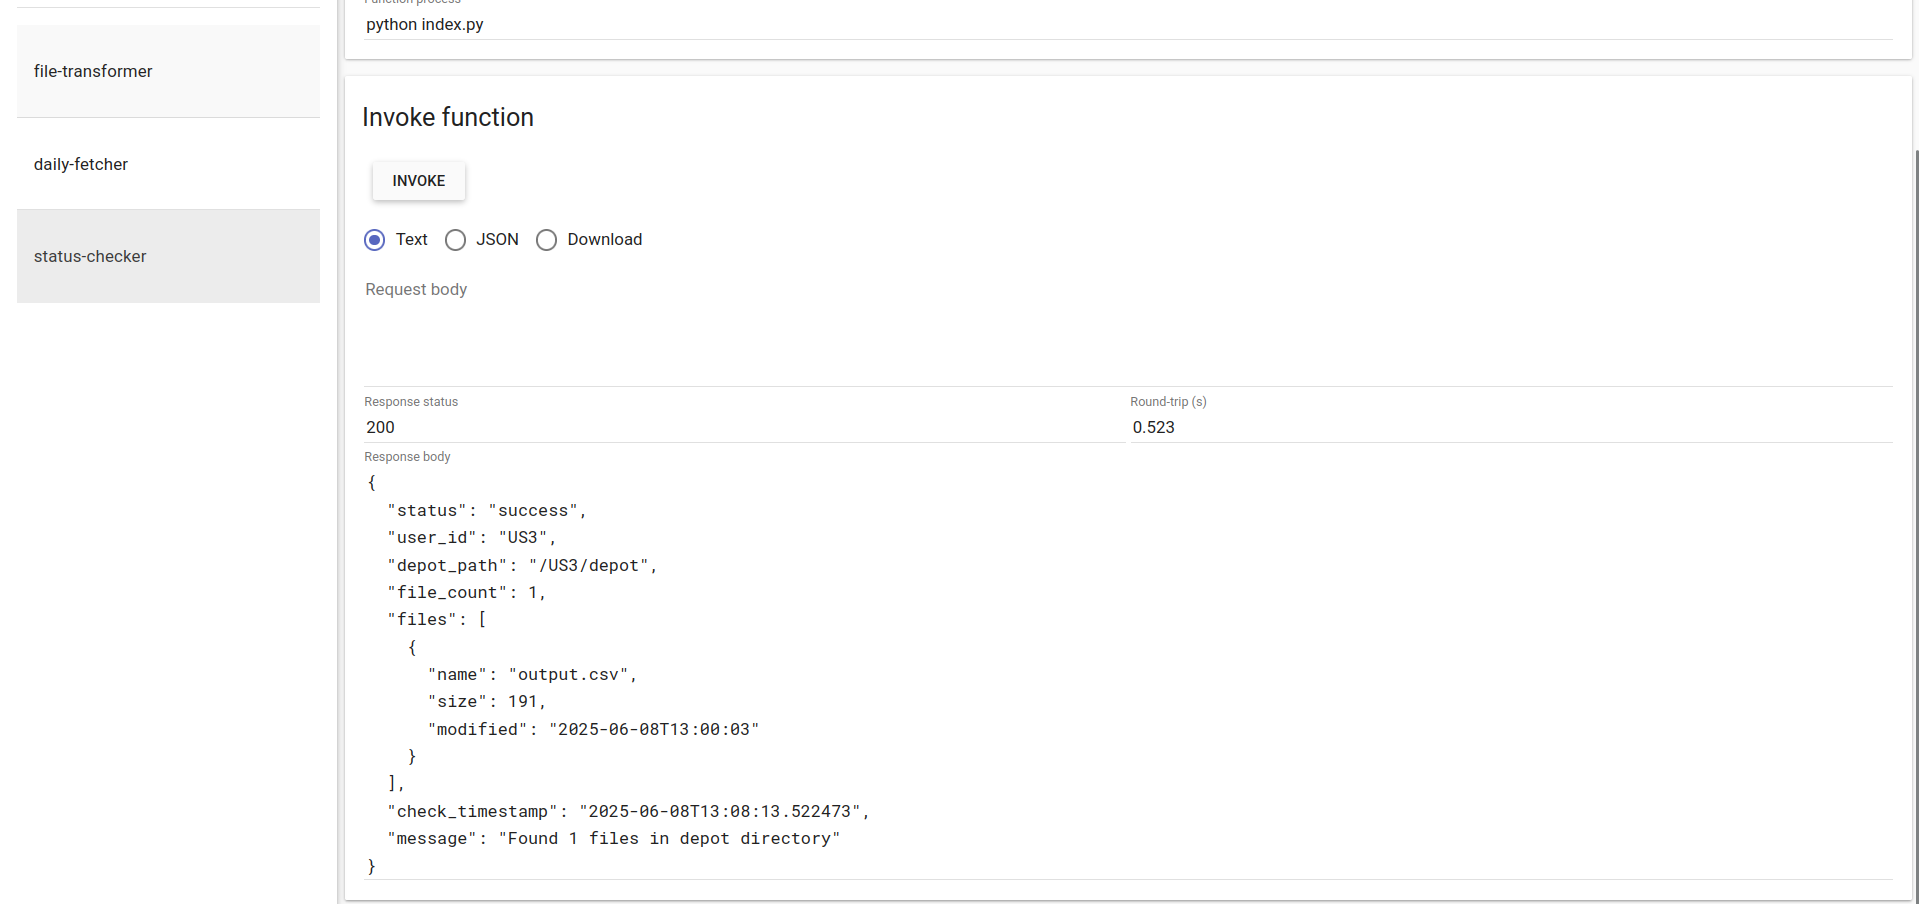 file-transformer
daily-fetcher
status-checker
Function process
python index.py
Invoke function
INVOKE
Text JSON Download
Request body
Response status Round-trip (s)
200 0.523
Response body
{
  "status": "success",
  "user_id": "US3",
  "depot_path": "/US3/depot",
  "file_count": 1,
  "files": [
    {
      "name": "output.csv",
      "size": 191,
      "modified": "2025-06-08T13:00:03"
    }
  ],
  "check_timestamp": "2025-06-08T13:08:13.522473",
  "message": "Found 1 files in depot directory"
}